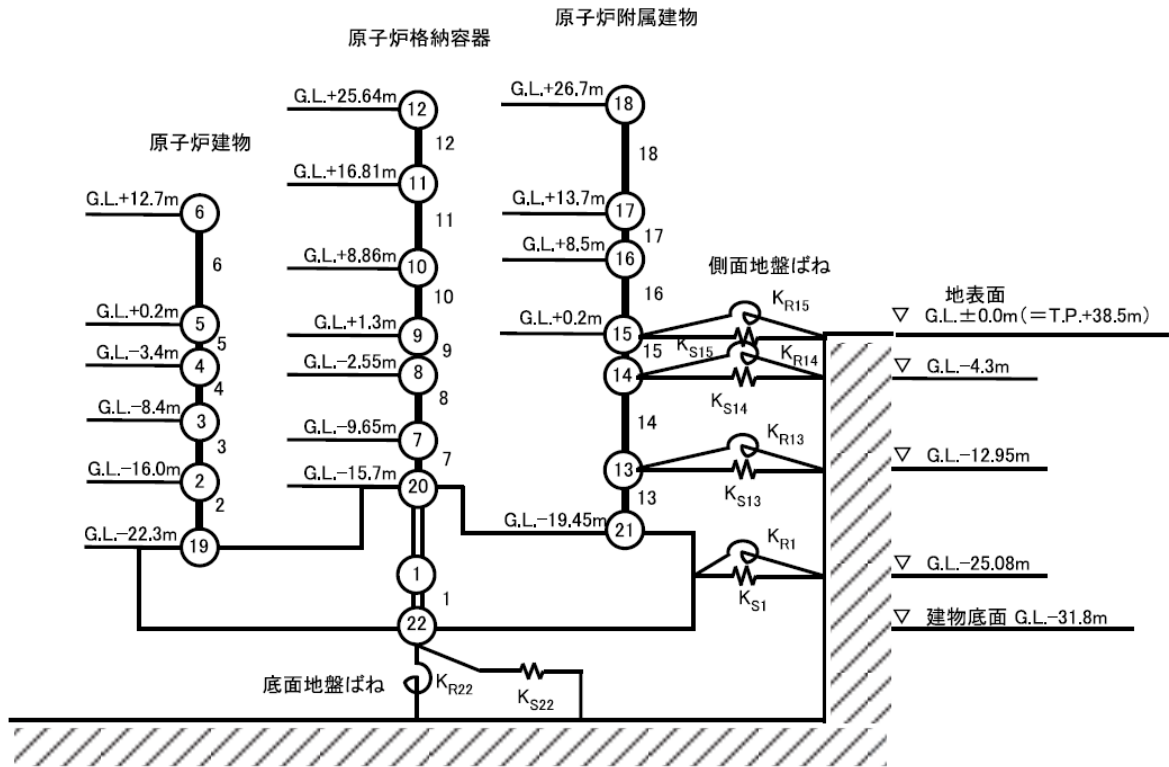 原子炉建物
G.L.+12.7m
6
6
G.L.+0.2m
5
5
G.L.-3.4m
4
4
G.L.-8.4m
3
3
G.L.-16.0m
2
2
G.L.-22.3m
19
原子炉格納容器
G.L.+25.64m
12
12
G.L.+16.81m
11
11
G.L.+8.86m
10
10
G.L.+1.3m
9
9
G.L.-2.55m
8
8
G.L.-9.65m
7
7
G.L.-15.7m
20
1
1
22
底面地盤ばね
KR22
KS22
原子炉附属建物
G.L.+26.7m
18
18
G.L.+13.7m
17
17
G.L.+8.5m
16
16
G.L.+0.2m
15
15
14
14
13
13
G.L.-19.45m
21
側面地盤ばね
KR15
KS15
KR14
KS14
KR13
KS13
KR1
KS1
地表面
▽ G.L.±0.0m(=T.P.+38.5m)
▽ G.L.-4.3m
▽ G.L.-12.95m
▽ G.L.-25.08m
▽ 建物底面 G.L.-31.8m